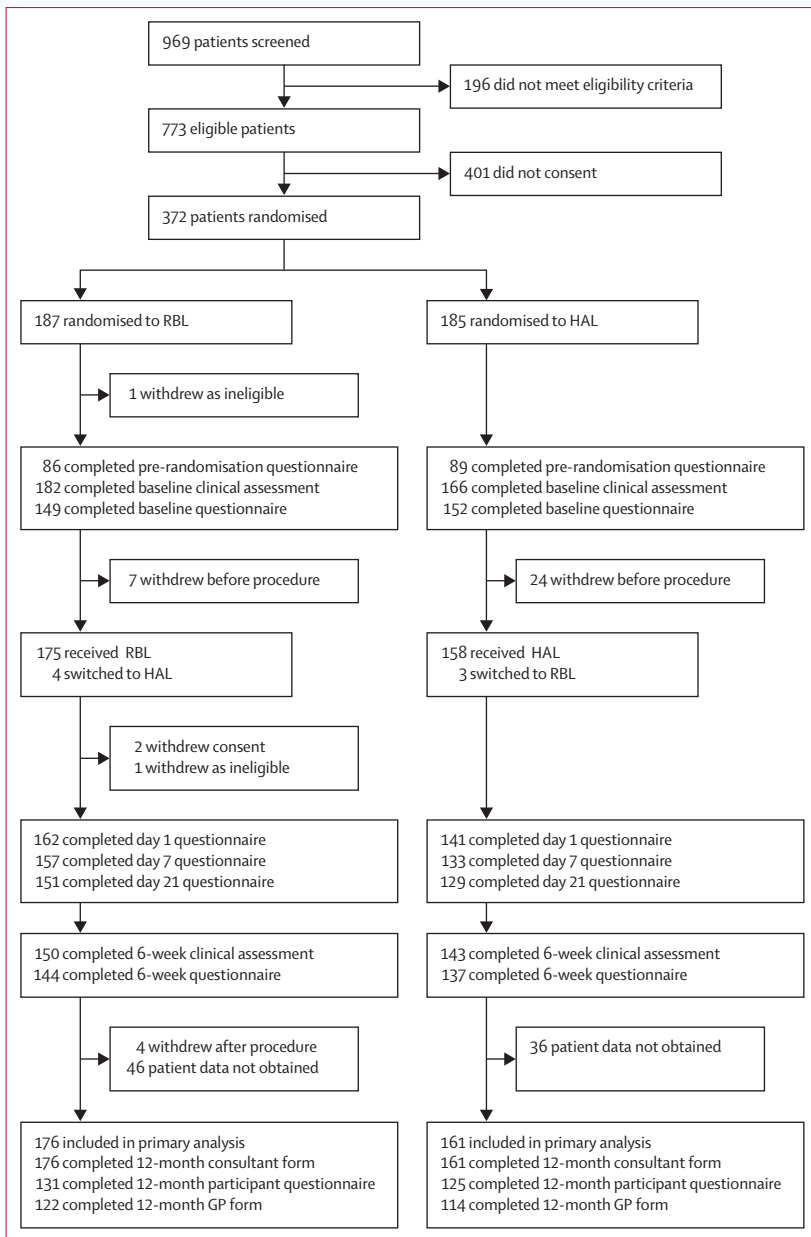 969 patients screened
196 did not meet eligibility criteria
773 eligible patients
401 did not consent
372 patients randomised
187 randomised to RBL
185 randomised to HAL
1 withdrew as ineligible
86 completed pre-randomisation questionnaire
182 completed baseline clinical assessment
149 completed baseline questionnaire
89 completed pre-randomisation questionnaire
166 completed baseline clinical assessment
152 completed baseline questionnaire
7 withdrew before procedure
24 withdrew before procedure
175 received RBL
4 switched to HAL
158 received HAL
3 switched to RBL
2 withdrew consent
1 withdrew as ineligible
162 completed day 1 questionnaire
157 completed day 7 questionnaire
151 completed day 21 questionnaire
141 completed day 1 questionnaire
133 completed day 7 questionnaire
129 completed day 21 questionnaire
150 completed 6-week clinical assessment
144 completed 6-week questionnaire
143 completed 6-week clinical assessment
137 completed 6-week questionnaire
4 withdrew after procedure
46 patient data not obtained
36 patient data not obtained
176 included in primary analysis
176 completed 12-month consultant form
131 completed 12-month participant questionnaire
122 completed 12-month GP form
161 included in primary analysis
161 completed 12-month consultant form
125 completed 12-month participant questionnaire
114 completed 12-month GP form